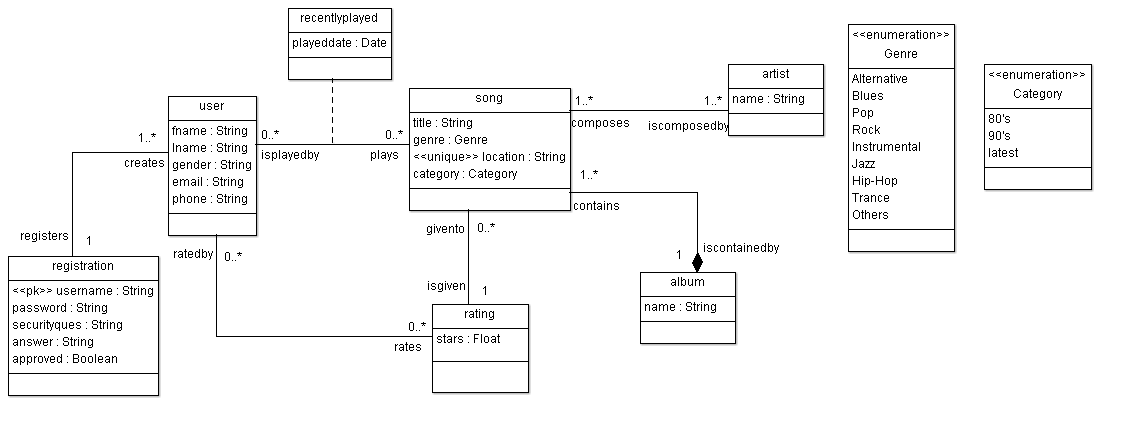 recentlyplayed
playeddate : Date
user
fname : String
lname : String
gender : String
email : String
phone : String
song
title : String
genre : Genre
<<unique>> location : String
category : Category
artist
name : String
<<enumeration>>
Genre
Alternative
Blues
Pop
Rock
Instrumental
Jazz
Hip-Hop
Trance
Others
<<enumeration>>
Category
80's
90's
latest
1..*
creates
0..*
isplayedby
0..*
plays
1..*
composes
1..*
iscomposedby
1..*
contains
registers
1
ratedby
0..*
givento
0..*
iscontainedby
1
registration
<<pk>> username : String
password : String
securityques : String
answer : String
approved : Boolean
isgiven
1
rating
stars : Float
0..*
rates
album
name : String